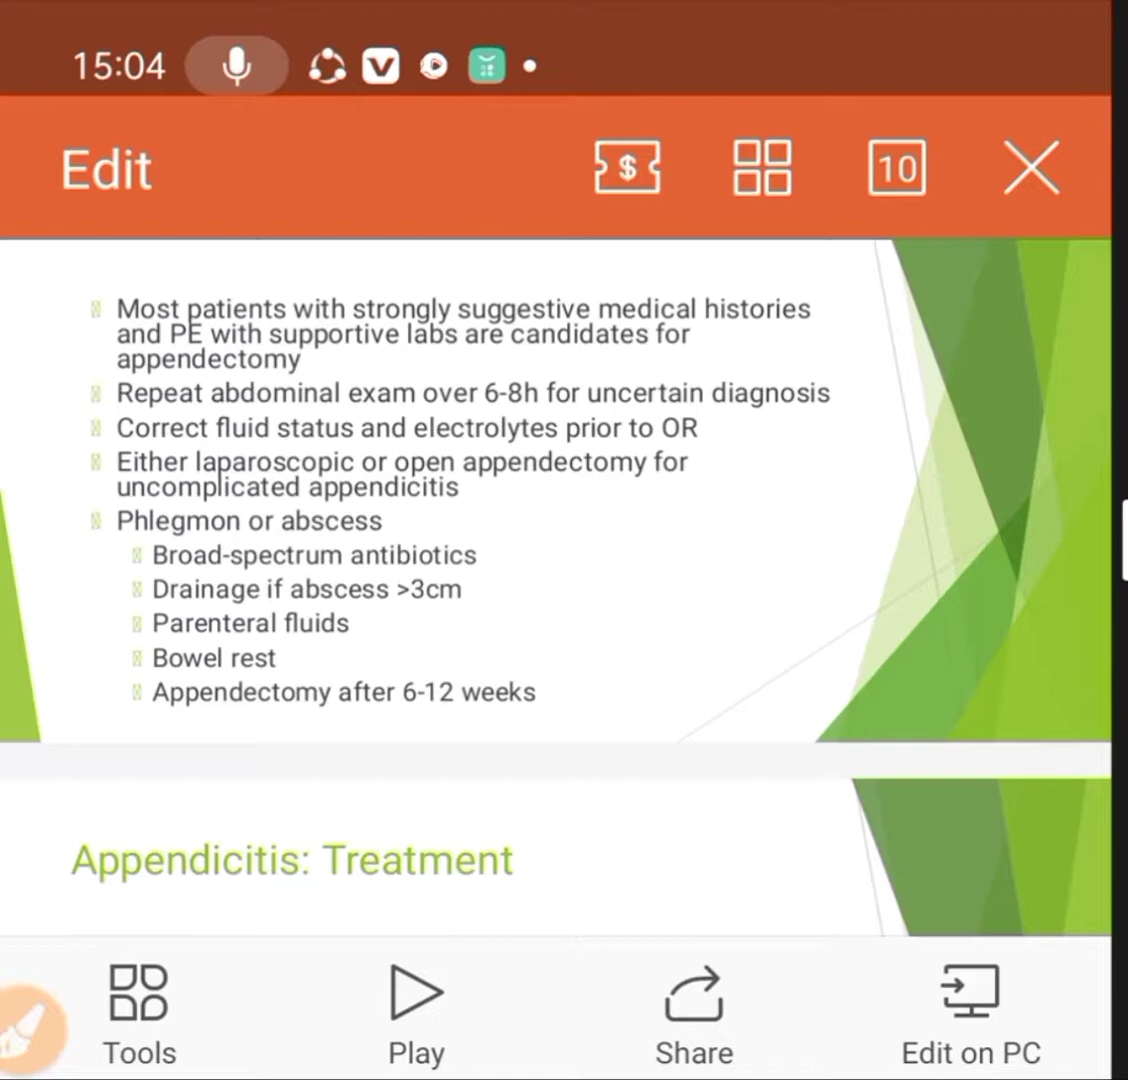 15:04
Edit
$
10
Most patients with strongly suggestive medical histories
and PE with supportive labs are candidates for
appendectomy
Repeat abdominal exam over 6-8h for uncertain diagnosis
Correct fluid status and electrolytes prior to OR
Either laparoscopic or open appendectomy for
uncomplicated appendicitis
Phlegmon or abscess
Broad-spectrum antibiotics
Drainage if abscess >3cm
Parenteral fluids
Bowel rest
Appendectomy after 6-12 weeks
Appendicitis: Treatment
Tools
Play
Share
Edit on PC